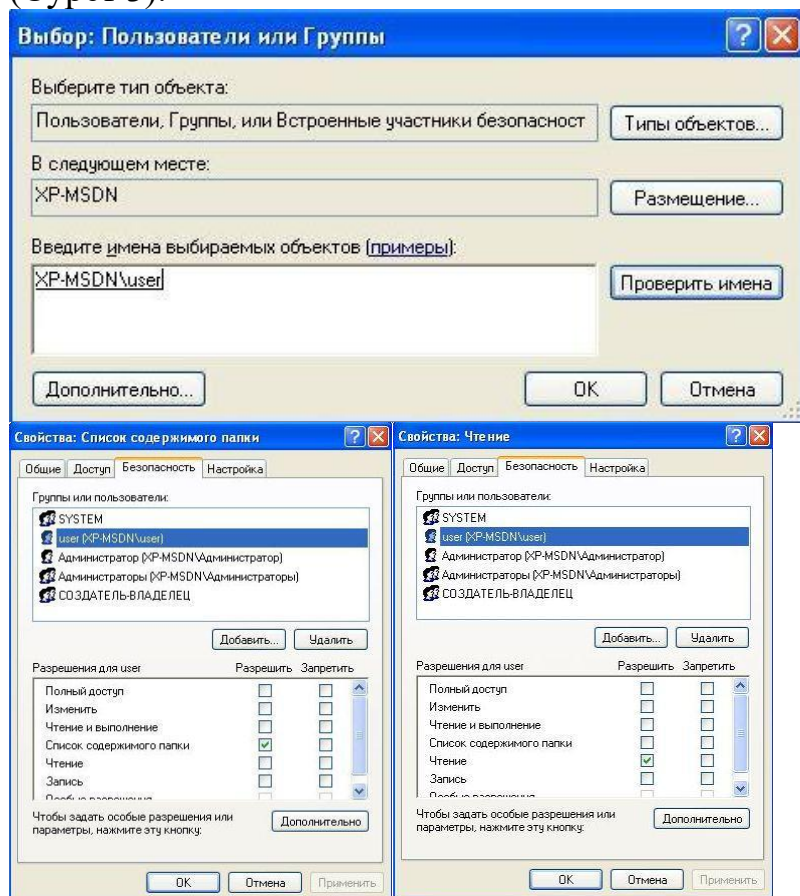 Выбор: Пользователи или Группы
Выберите тип объекта:
Пользователи, Группы, или Встроенные участники безопасност
Типы объектов...
В следующем месте:
XP-MSDN
Размещение...
Введите имена выбираемых объектов (примеры):
XP-MSDN\user
Проверить имена
Дополнительно...
OK
Отмена
Свойства: Список содержимого папки
Общие Доступ Безопасность Настройка
Группы или пользователи:
SYSTEM
user (XP-MSDN\user)
Администратор (XP-MSDN\Администратор)
Администраторы (XP-MSDN\Администраторы)
СОЗДАТЕЛЬ-ВЛАДЕЛЕЦ
Добавить... Удалить
Разрешения для user Разрешить Запретить
Полный доступ
Изменить
Чтение и выполнение
Список содержимого папки
Чтение
Запись
Особые разрешения
Чтобы задать особые разрешения или
параметры, нажмите эту кнопку:
Дополнительно
OK Отмена Применить
Свойства: Чтение
Общие Доступ Безопасность Настройка
Группы или пользователи:
SYSTEM
user (XP-MSDN\user)
Администратор (XP-MSDN\Администратор)
Администраторы (XP-MSDN\Администраторы)
СОЗДАТЕЛЬ-ВЛАДЕЛЕЦ
Добавить... Удалить
Разрешения для user Разрешить Запретить
Полный доступ
Изменить
Чтение и выполнение
Список содержимого папки
Чтение
Запись
Особые разрешения
Чтобы задать особые разрешения или
параметры, нажмите эту кнопку:
Дополнительно
OK Отмена Применить